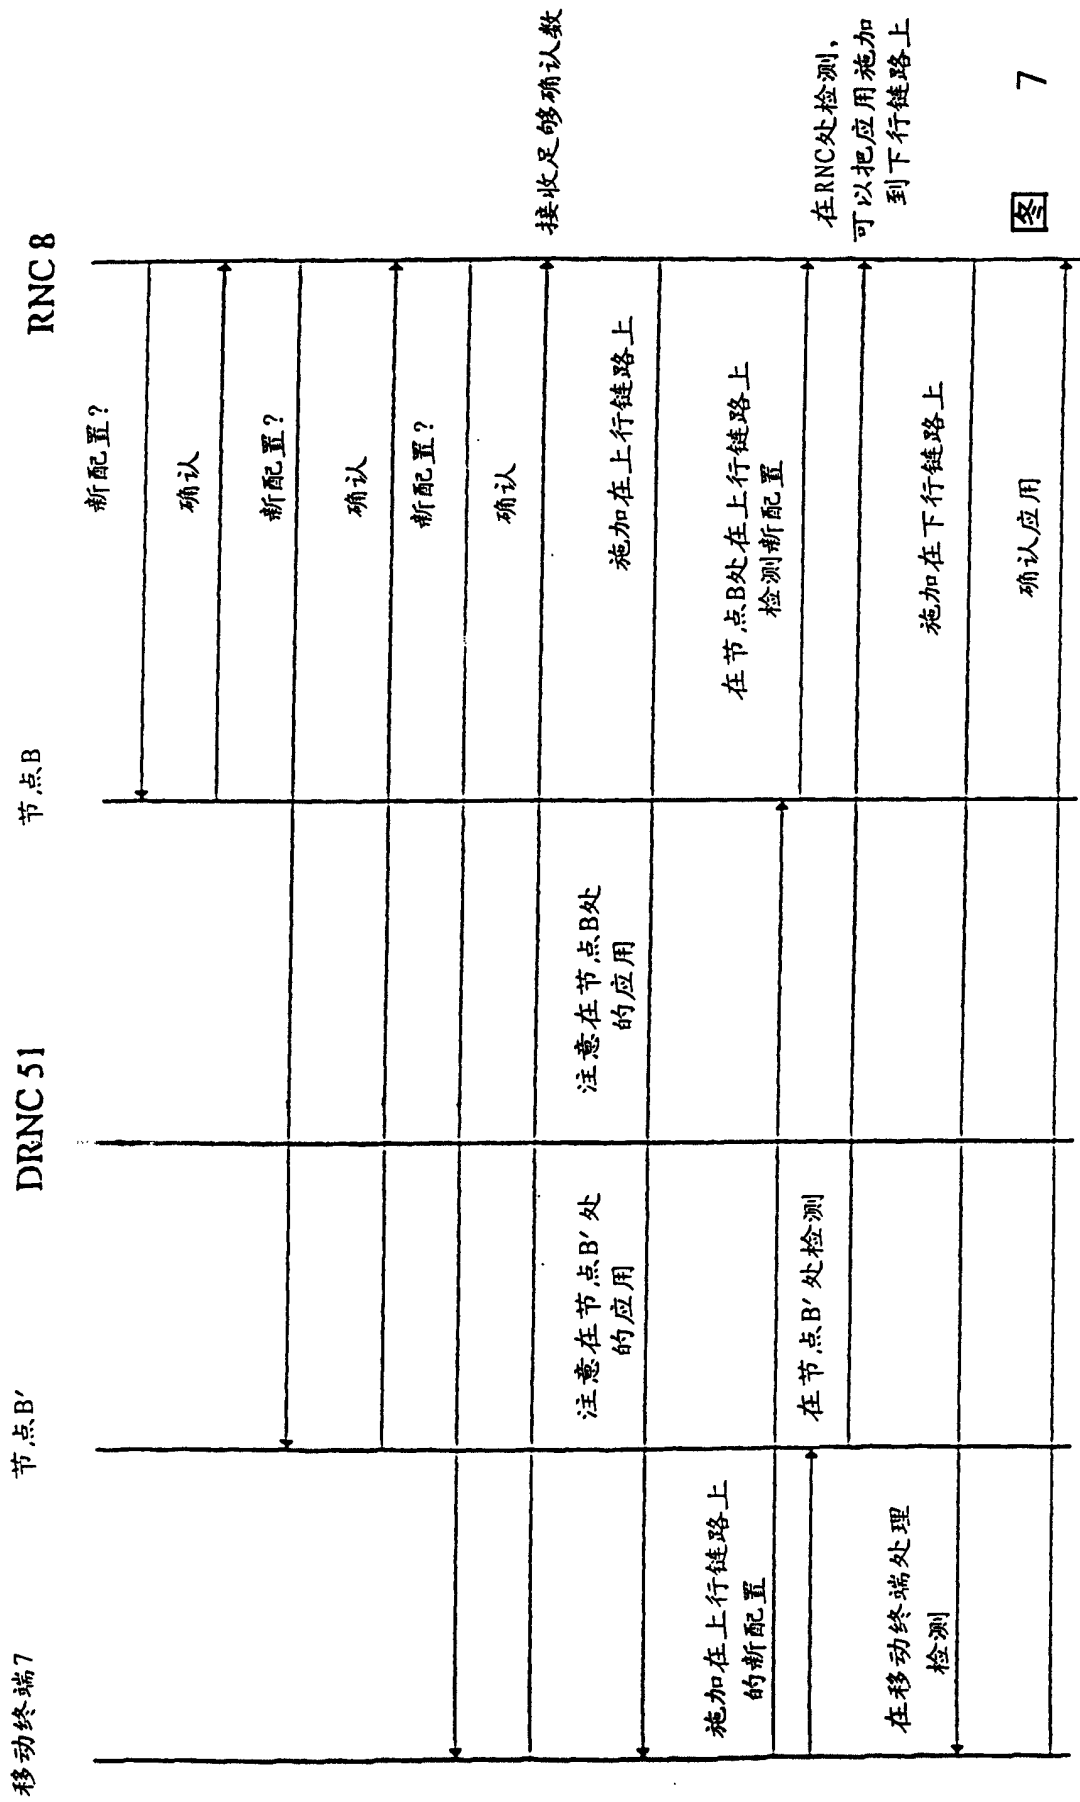 移动终端7
节点B′
DRNC 51
节点B
RNC 8
新配置?
确认
新配置?
确认
新配置?
确认
接收足够确认数
注意在节点B′处
的应用
注意在节点B处
的应用
施加在上行链路上
施加在上行链路上
的新配置
在节点B处在上行链路上
检测新配置
在节点B′处检测
在RNC处检测,
可以把应用施加
到下行链路上
在移动终端处理
检测
施加在下行链路上
确认应用
图 7